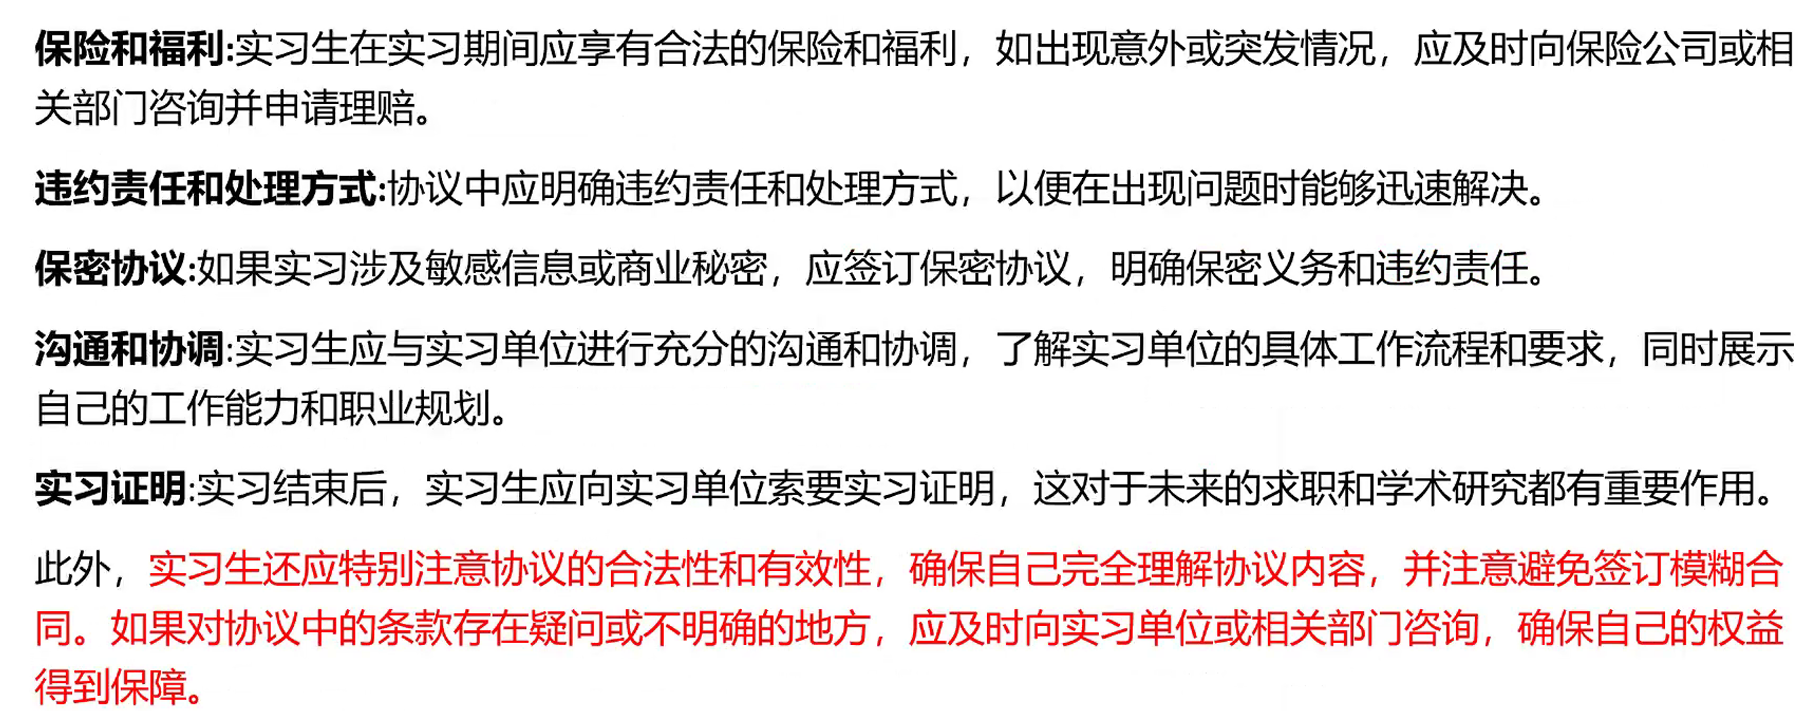 保险和福利:实习生在实习期间应享有合法的保险和福利，如出现意外或突发情况，应及时向保险公司或相
关部门咨询并申请理赔。
违约责任和处理方式:协议中应明确违约责任和处理方式，以便在出现问题时能够迅速解决。
保密协议:如果实习涉及敏感信息或商业秘密，应签订保密协议，明确保密义务和违约责任。
沟通和协调:实习生应与实习单位进行充分的沟通和协调，了解实习单位的具体工作流程和要求，同时展示
自己的工作能力和职业规划。
实习证明:实习结束后，实习生应向实习单位索要实习证明，这对于未来的求职和学术研究都有重要作用。
此外，实习生还应特别注意协议的合法性和有效性，确保自己完全理解协议内容，并注意避免签订模糊合
同。如果对协议中的条款存在疑问或不明确的地方，应及时向实习单位或相关部门咨询，确保自己的权益
得到保障。